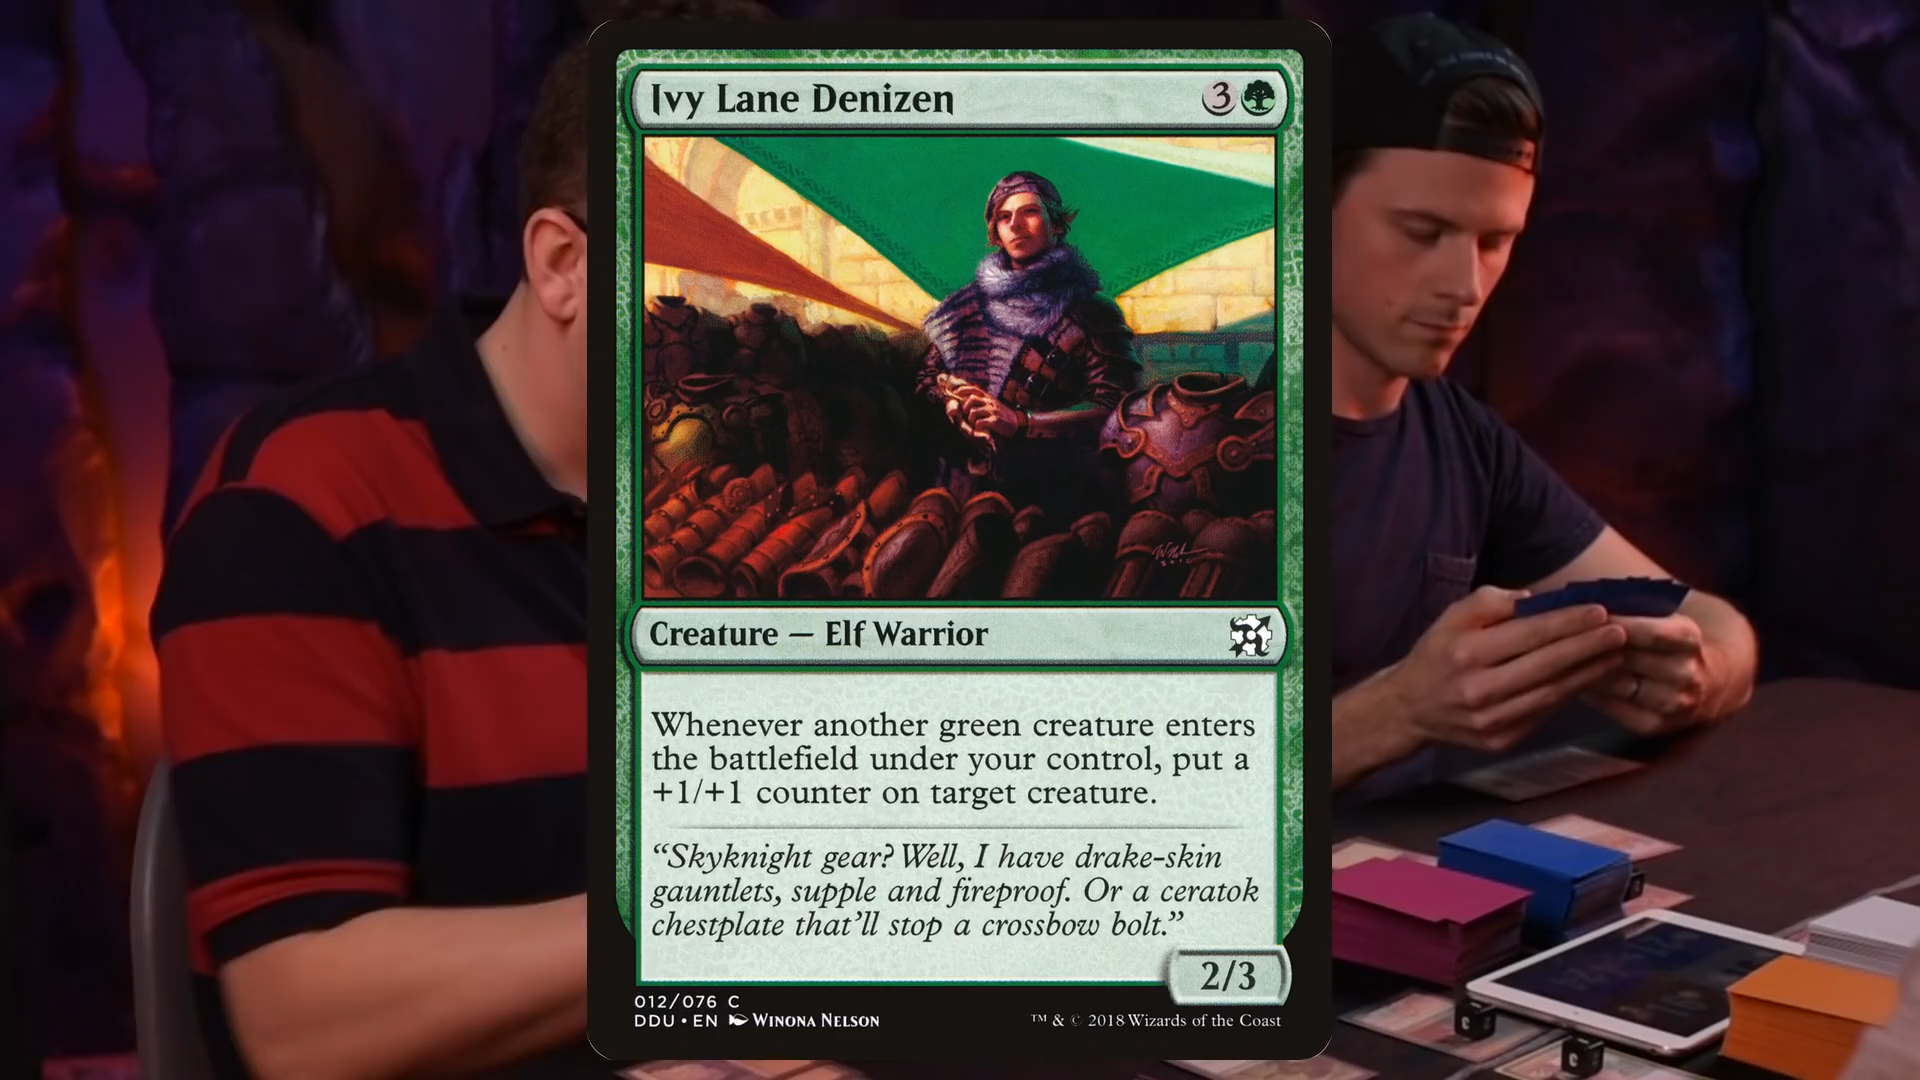 Ivy Lane Denizen
3
Creature — Elf Warrior
Whenever another green creature enters
the battlefield under your control, put a
+1/+1 counter on target creature.
“Skyknight gear? Well, I have drake-skin
gauntlets, supple and fireproof. Or a ceratok
chestplate that’ll stop a crossbow bolt.”
2/3
012/076 C
DDU • EN Winona Nelson
™ & © 2018 Wizards of the Coast